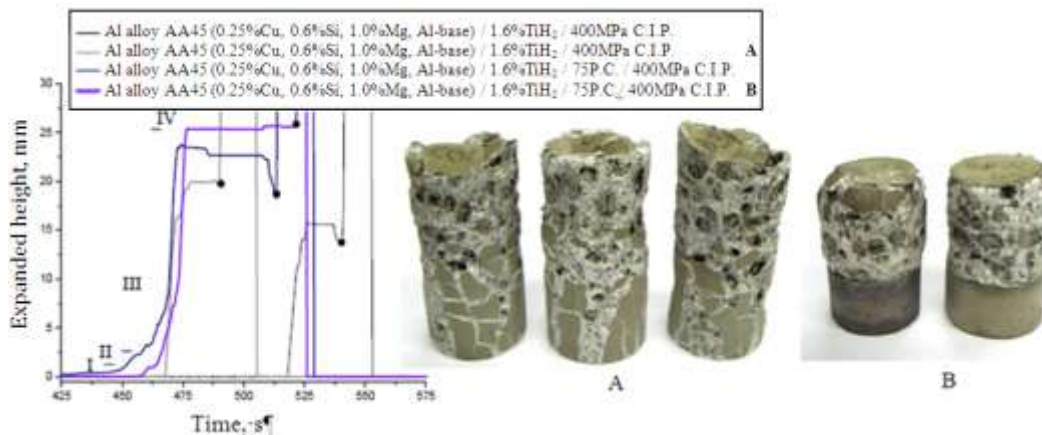 Al alloy AA45 (0.25%Cu, 0.6%Si, 1.0%Mg, Al-base) / 1.6%TiH₂ / 400MPa C.I.P.
Al alloy AA45 (0.25%Cu, 0.6%Si, 1.0%Mg, Al-base) / 1.6%TiH₂ / 400MPa C.I.P. A
Al alloy AA45 (0.25%Cu, 0.6%Si, 1.0%Mg, Al-base) / 1.6%TiH₂ / 75P.C. / 400MPa C.I.P.
Al alloy AA45 (0.25%Cu, 0.6%Si, 1.0%Mg, Al-base) / 1.6%TiH₂ / 75P.C. / 400MPa C.I.P. B
30
25
20
15
10
5
0
Expanded height, mm
IV
III
II
I
425 450 475 500 525 550 575
Time,·s¶
A
B